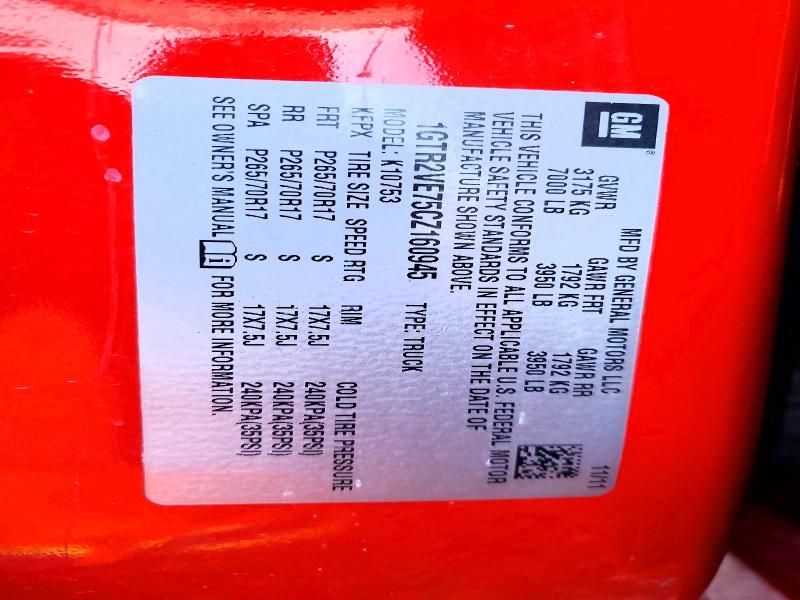 GM®
MFD BY GENERAL MOTORS LLC 11/11
GVWR GAWR FRT GAWR RR
3175 KG 1792 KG 1792 KG
7000 LB 3950 LB 3950 LB
THIS VEHICLE CONFORMS TO ALL APPLICABLE U.S. FEDERAL MOTOR
VEHICLE SAFETY STANDARDS IN EFFECT ON THE DATE OF
MANUFACTURE SHOWN ABOVE.
1GTR2VE75CZ160945 TYPE: TRUCK
MODEL: K10753
KFPX TIRE SIZE SPEED RTG RIM COLD TIRE PRESSURE
FRT P265/70R17 S 17X7.5J 240KPA(35PSI)
RR P265/70R17 S 17X7.5J 240KPA(35PSI)
SPA P265/70R17 S 17X7.5J 240KPA(35PSI)
SEE OWNER'S MANUAL FOR MORE INFORMATION.